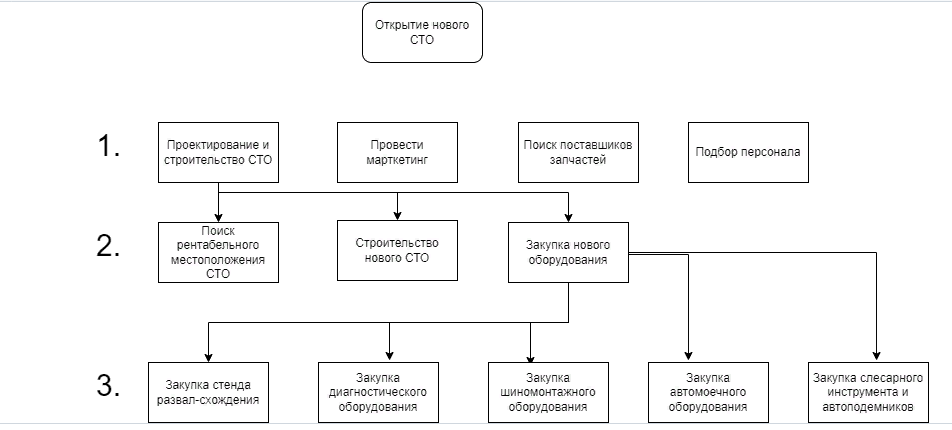 Открытие нового
СТО
1.
Проектирование и
строительство СТО
Провести
марткетинг
Поиск поставщиков
запчастей
Подбор персонала
2.
Поиск
рентабельного
местоположения
СТО
Строительство
нового СТО
Закупка нового
оборудования
3.
Закупка стенда
развал-схождения
Закупка
диагностического
оборудования
Закупка
шиномонтажного
оборудования
Закупка
автомоечного
оборудования
Закупка слесарного
инструмента и
автоподемников